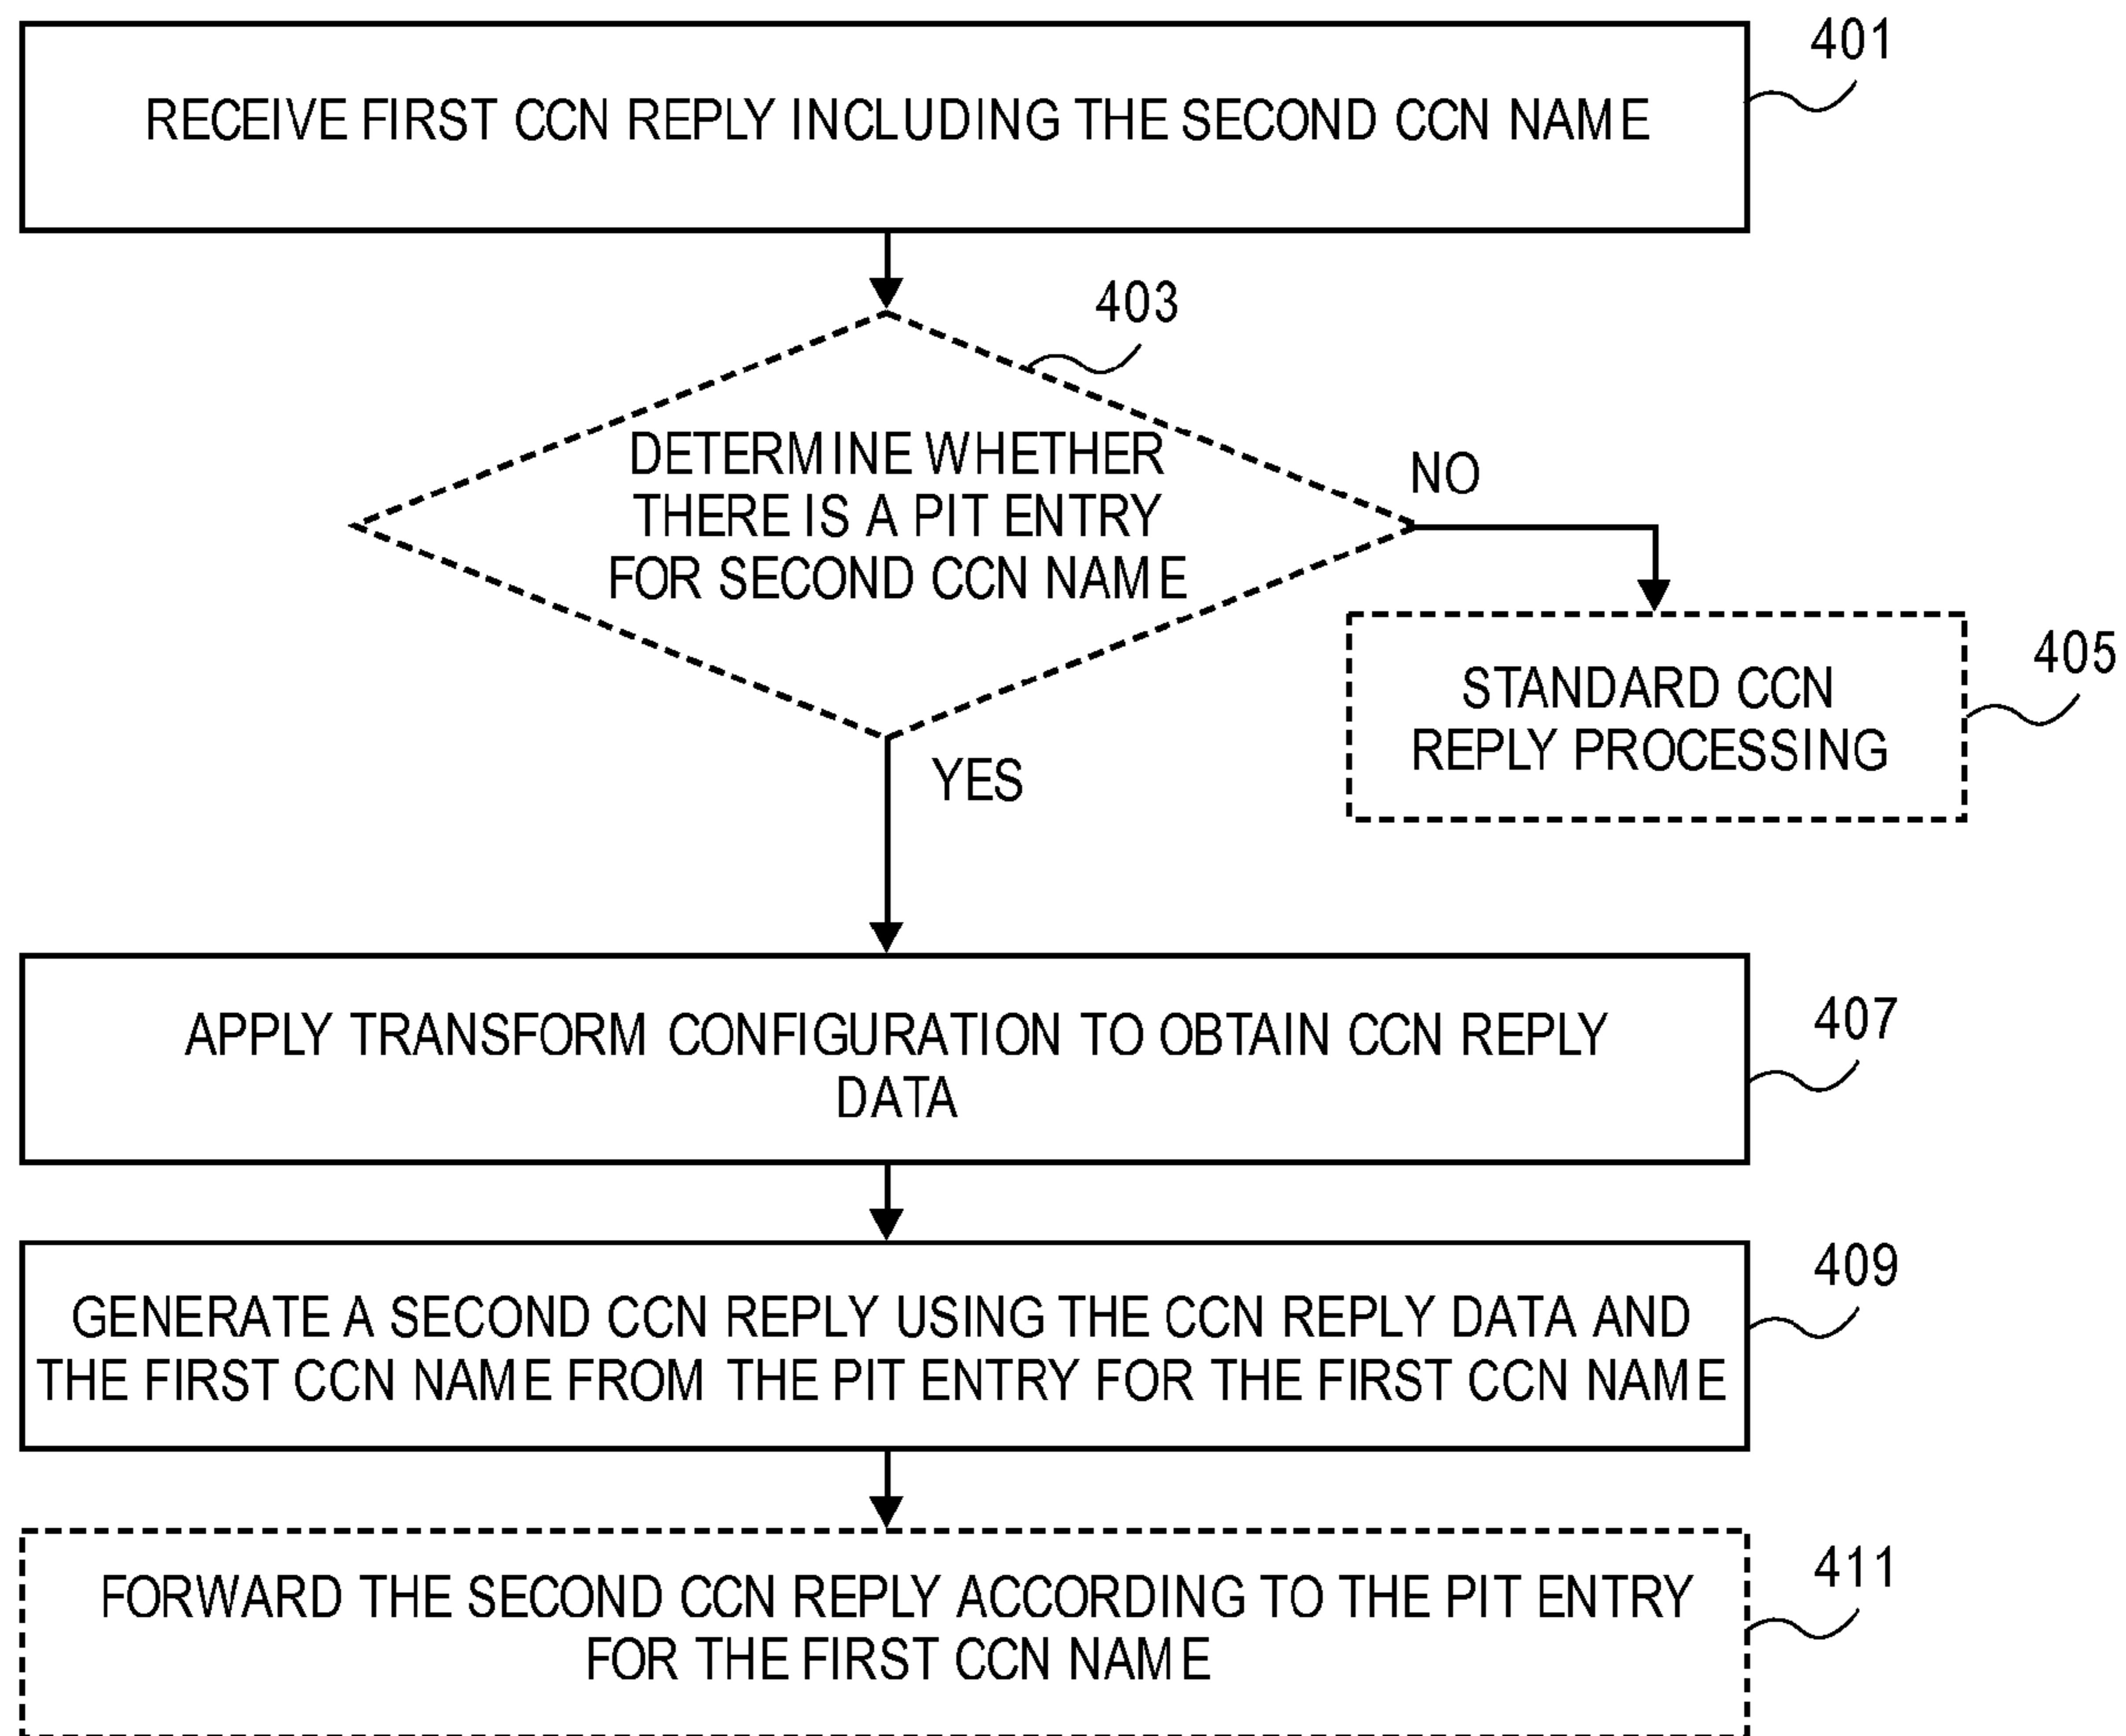 401
RECEIVE FIRST CCN REPLY INCLUDING THE SECOND CCN NAME
403
DETERMINE WHETHER
THERE IS A PIT ENTRY
FOR SECOND CCN NAME
NO
405
STANDARD CCN
REPLY PROCESSING
YES
407
APPLY TRANSFORM CONFIGURATION TO OBTAIN CCN REPLY
DATA
409
GENERATE A SECOND CCN REPLY USING THE CCN REPLY DATA AND
THE FIRST CCN NAME FROM THE PIT ENTRY FOR THE FIRST CCN NAME
411
FORWARD THE SECOND CCN REPLY ACCORDING TO THE PIT ENTRY
FOR THE FIRST CCN NAME